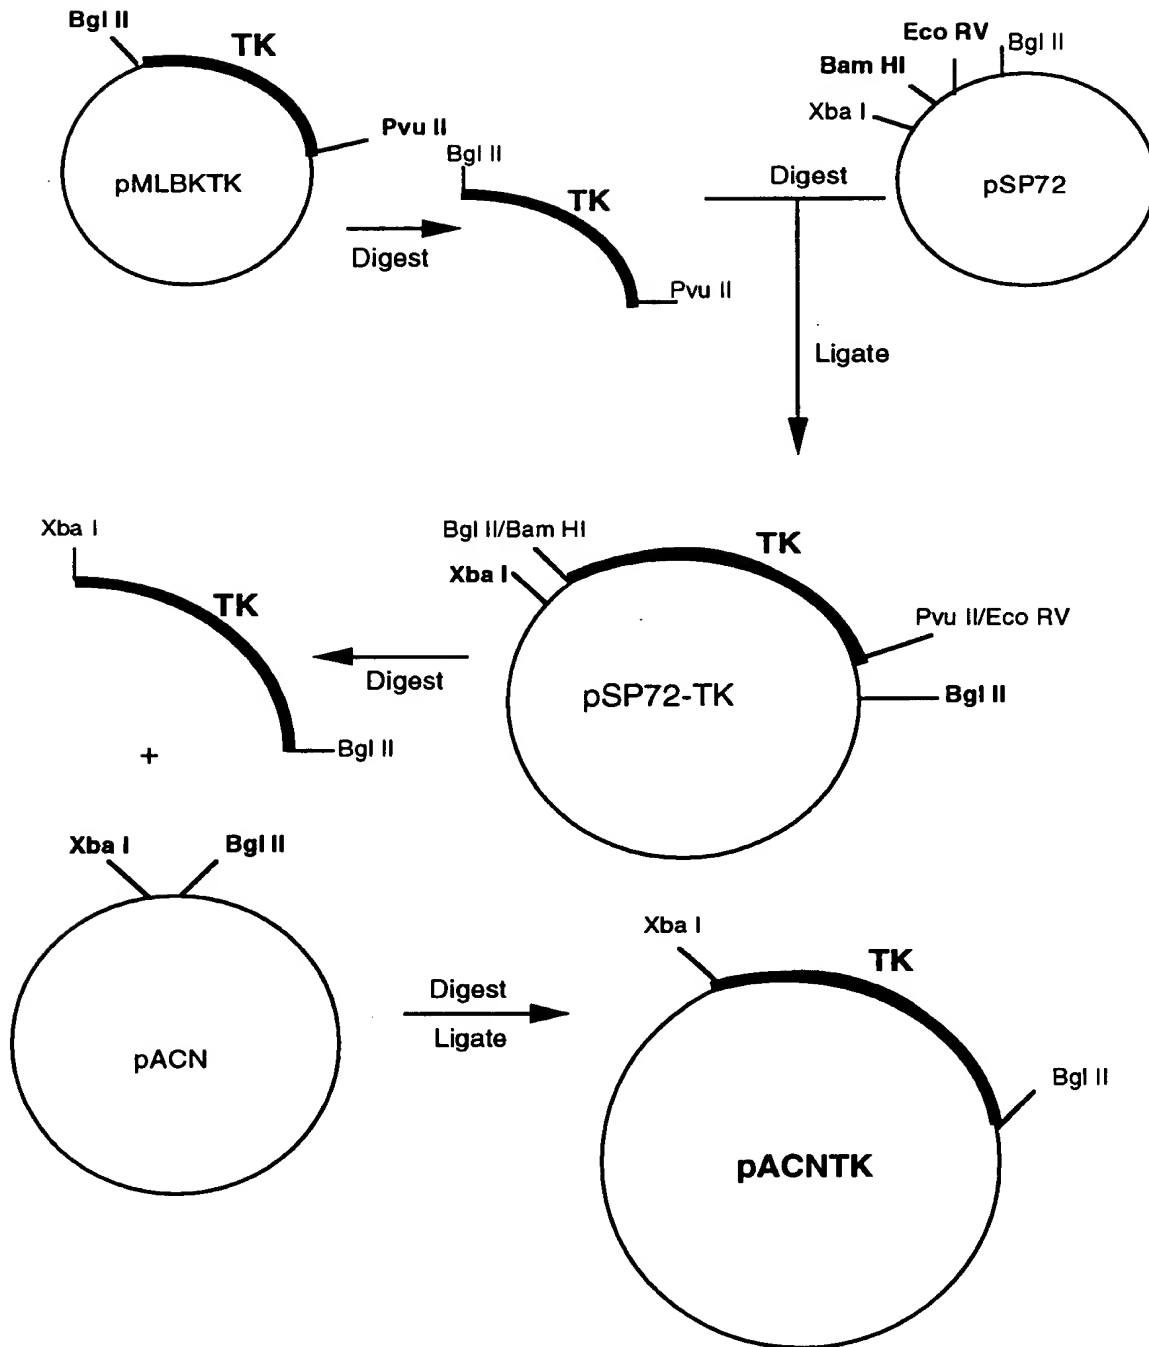 Bgl II
TK
Pvu II
pMLBKTK
Digest
Bgl II
TK
Pvu II
Digest
Ligate
Eco RV
Bgl II
Bam HI
Xba I
pSP72
Bgl II/Bam HI
TK
Xba I
Pvu II/Eco RV
Bgl II
pSP72-TK
Digest
Xba I
TK
Bgl II
+
Xba I
Bgl II
pACN
Digest
Ligate
Xba I
TK
Bgl II
pACNTK